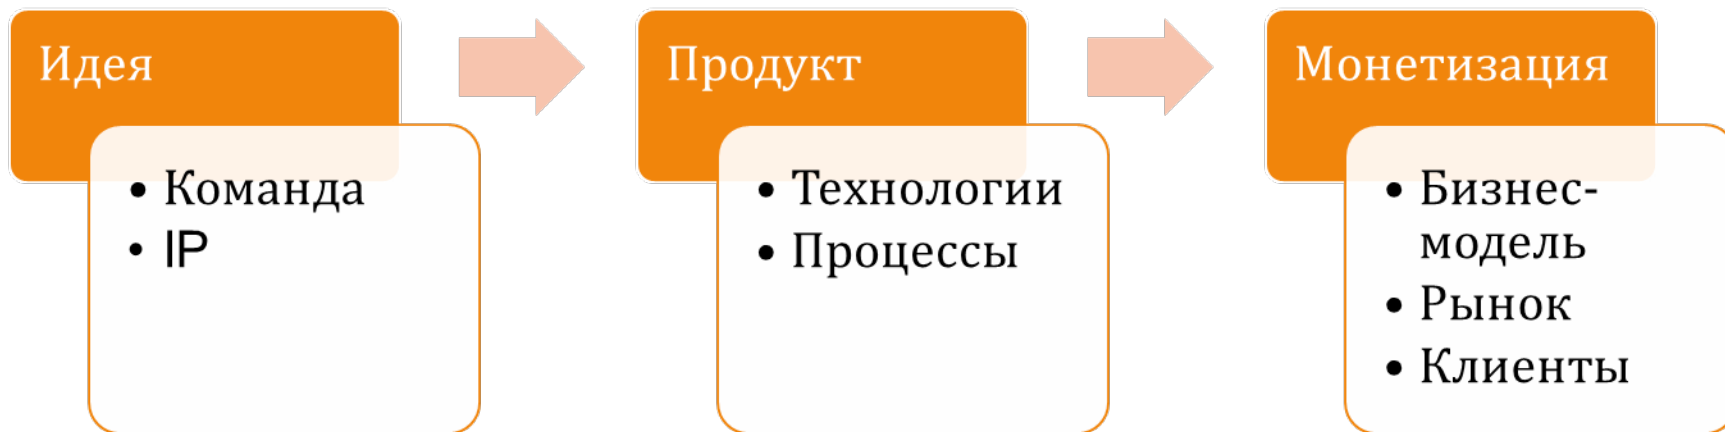 Идея
• Команда
• IP
Продукт
• Технологии
• Процессы
Монетизация
• Бизнес-
модель
• Рынок
• Клиенты